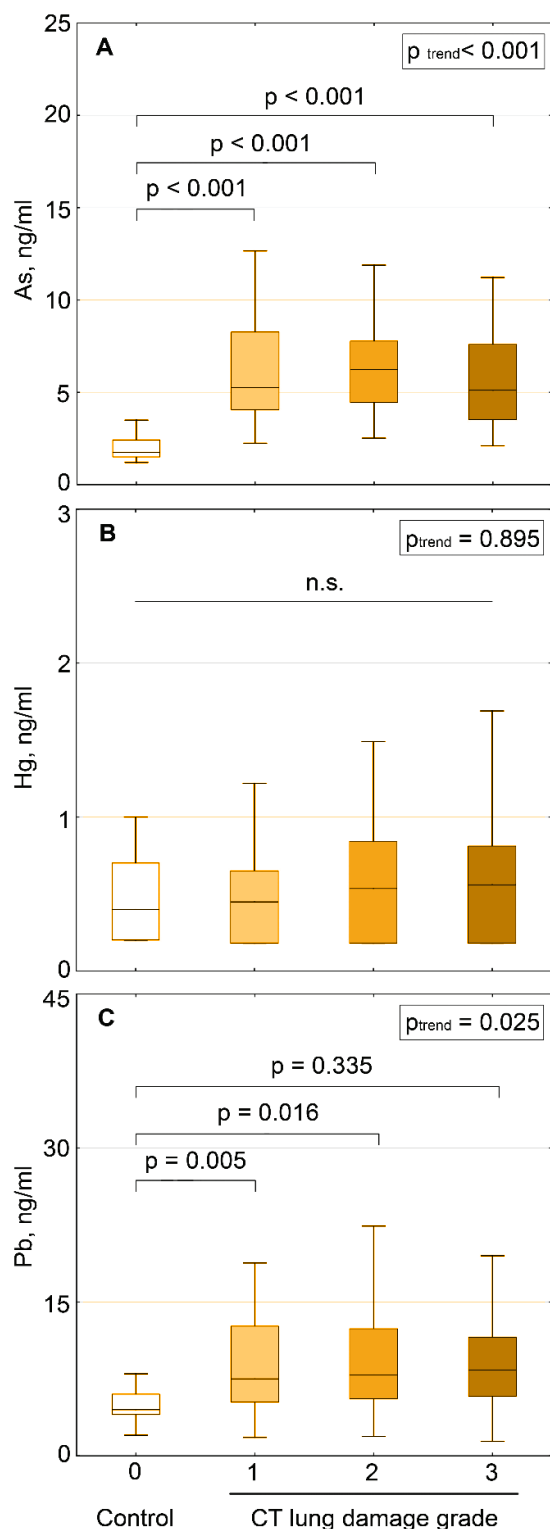 A
p trend< 0.001
25
20
15
10
5
0
As, ng/ml
p < 0.001
p < 0.001
p < 0.001
B
ptrend = 0.895
3
2
1
0
Hg, ng/ml
n.s.
C
ptrend = 0.025
45
30
15
0
Pb, ng/ml
p = 0.335
p = 0.016
p = 0.005
0 1 2 3
Control CT lung damage grade